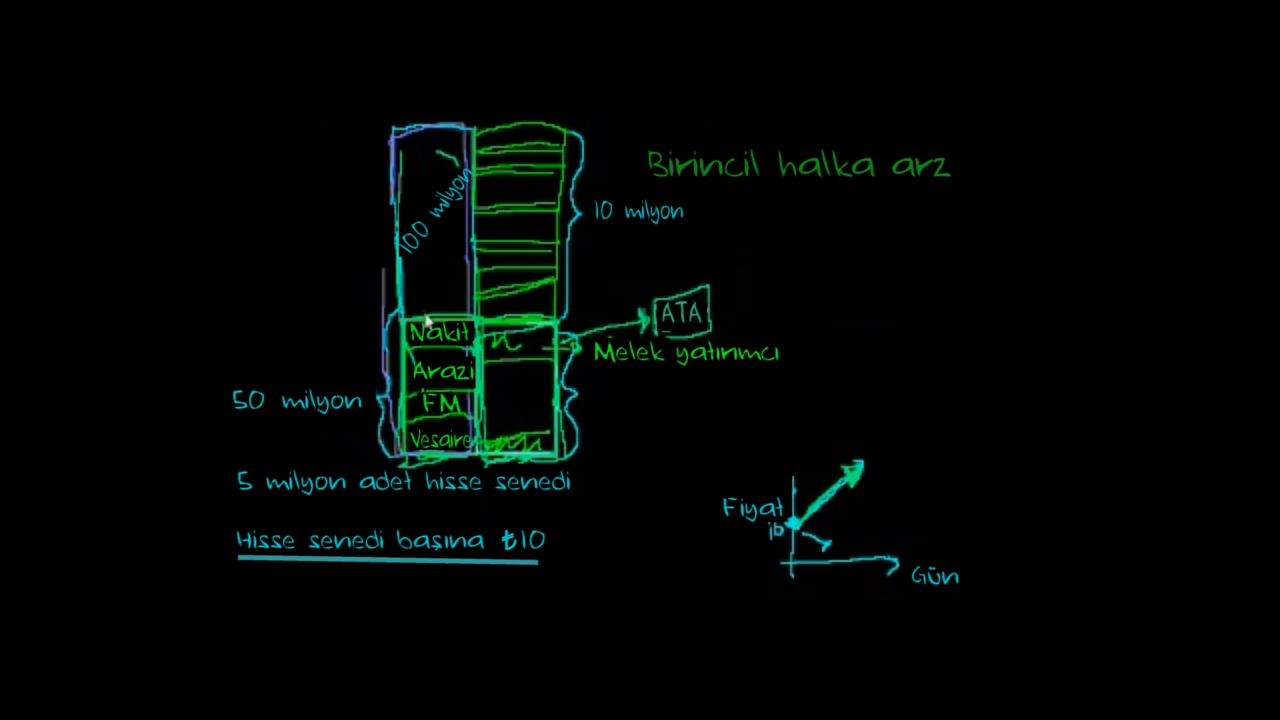 Birincil halka arz
100 milyon
10 milyon
ATA
Nakit
Melek yatırımcı
Arazi
50 milyon
FM
Vesaire
5 milyon adet hisse senedi
Hisse senedi başına ₺10
Fiyat
10
Gün